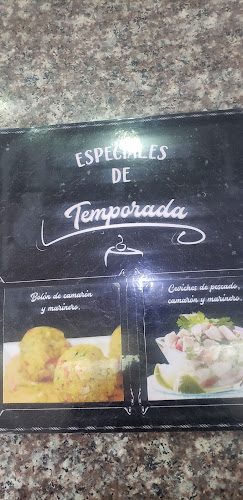 ESPECIALES
DE
Temporada
Bolón de camarón
y marinero.
Ceviches de pescado,
camarón y marinero.